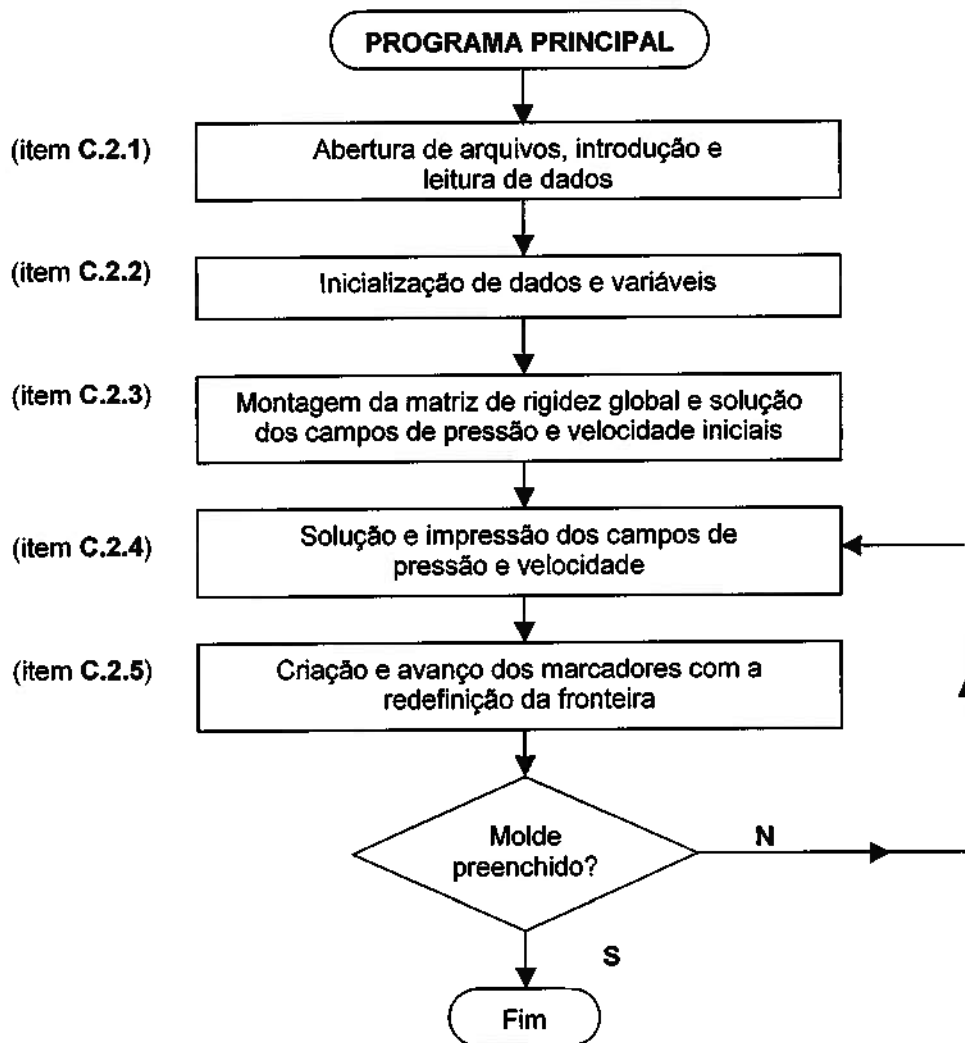 PROGRAMA PRINCIPAL
(item C.2.1)
Abertura de arquivos, introdução e
leitura de dados
(item C.2.2)
Inicialização de dados e variáveis
(item C.2.3)
Montagem da matriz de rigidez global e solução
dos campos de pressão e velocidade iniciais
(item C.2.4)
Solução e impressão dos campos de
pressão e velocidade
(item C.2.5)
Criação e avanço dos marcadores com a
redefinição da fronteira
Molde
preenchido?
N
S
Fim